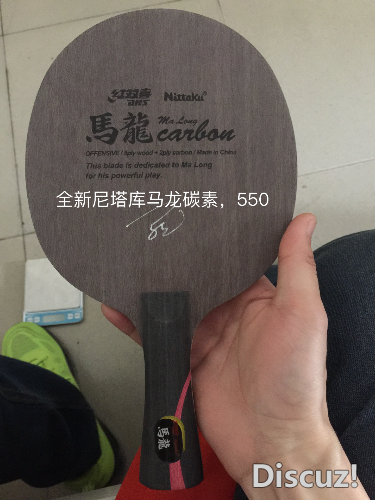 红双喜 Nittaku
DHS
馬龍 Ma Long
carbon
OFFENSIVE / 5ply wood + 2ply carbon / Made in China
This blade is dedicated to Ma Long
for his powerful play.
全新尼塔库马龙碳素，550
馬龍
Discuz!